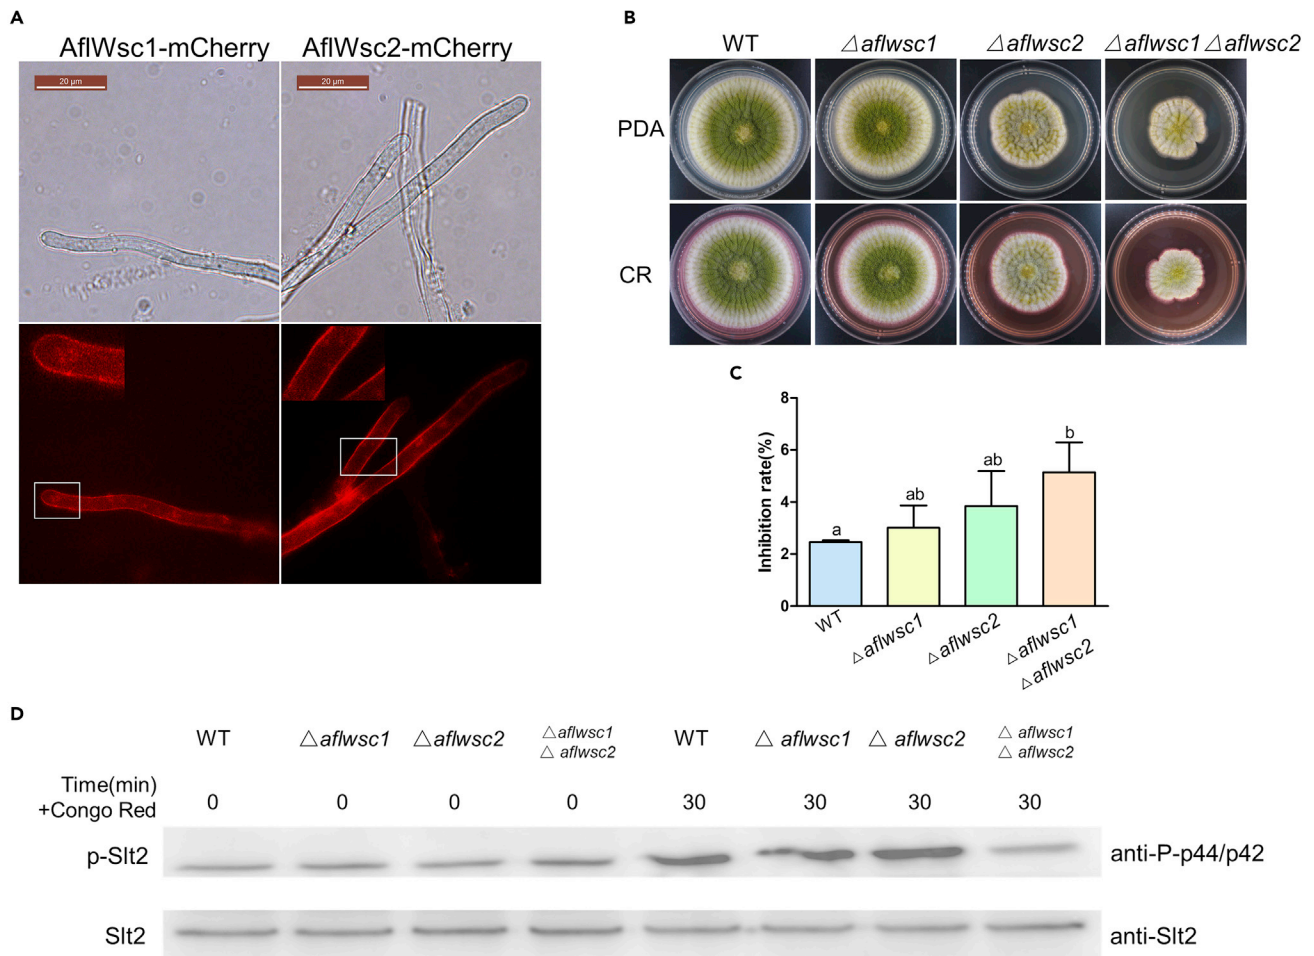 A
AflWsc1-mCherry AflWsc2-mCherry
20 µm 20 µm
B
WT △aflwsc1 △aflwsc2 △aflwsc1 △aflwsc2
PDA
CR
C
Inhibition rate(%)
8
6
4
2
0
a
ab
ab
b
WT
△aflwsc1
△aflwsc2
△aflwsc1
△aflwsc2
D
WT △aflwsc1 △aflwsc2 △aflwsc1 △aflwsc2 WT △ aflwsc1 △ aflwsc2 △ aflwsc1 △ aflwsc2
Time(min)
+Congo Red
0 0 0 0 30 30 30 30
p-Slt2 anti-P-p44/p42
Slt2 anti-Slt2